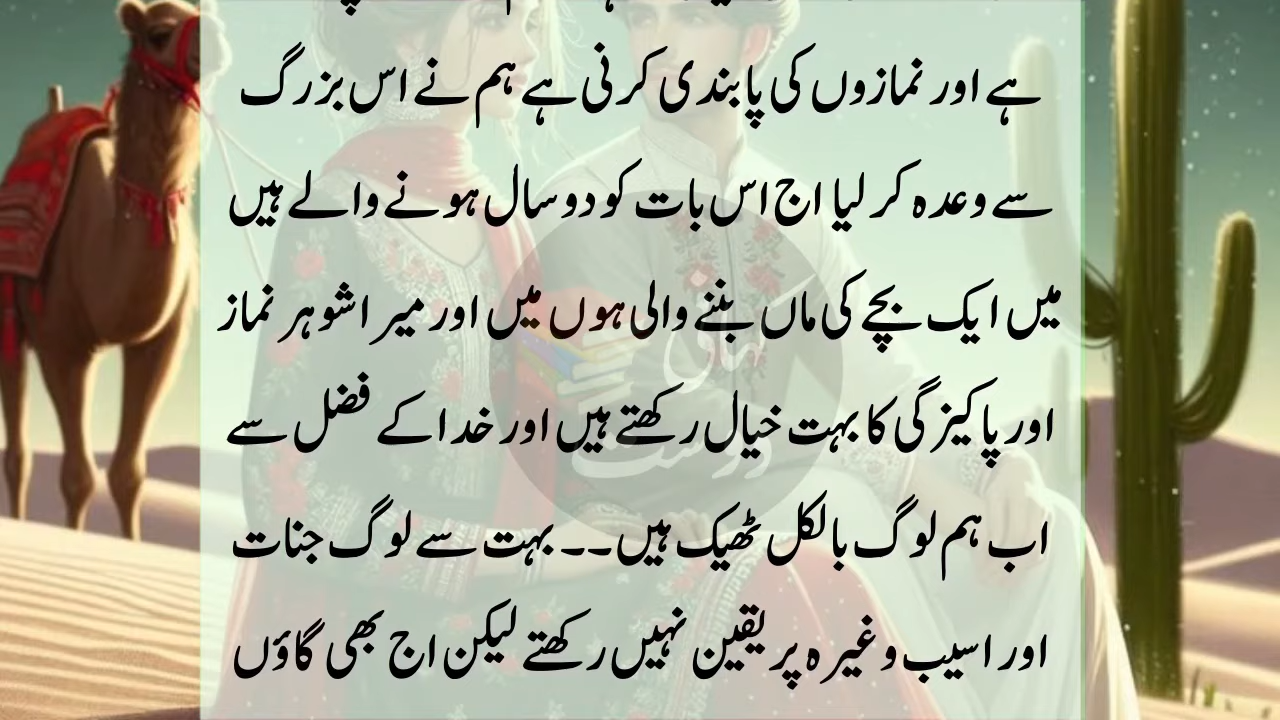 ہے اور نمازوں کی پابندی کرنی ہے ہم نے اس بزرگ
سے وعدہ کر لیا اج اس بات کو دو سال ہونے والے ہیں
میں ایک بچے کی ماں بننے والی ہوں میں اور میر اشوہر نماز
اور پاکیزگی کا بہت خیال رکھتے ہیں اور خدا کے فضل سے
اب ہم لوگ بالکل ٹھیک ہیں۔۔ بہت سے لوگ جنات
اور اسیب وغیرہ پر یقین نہیں رکھتے لیکن اج بھی گاؤں